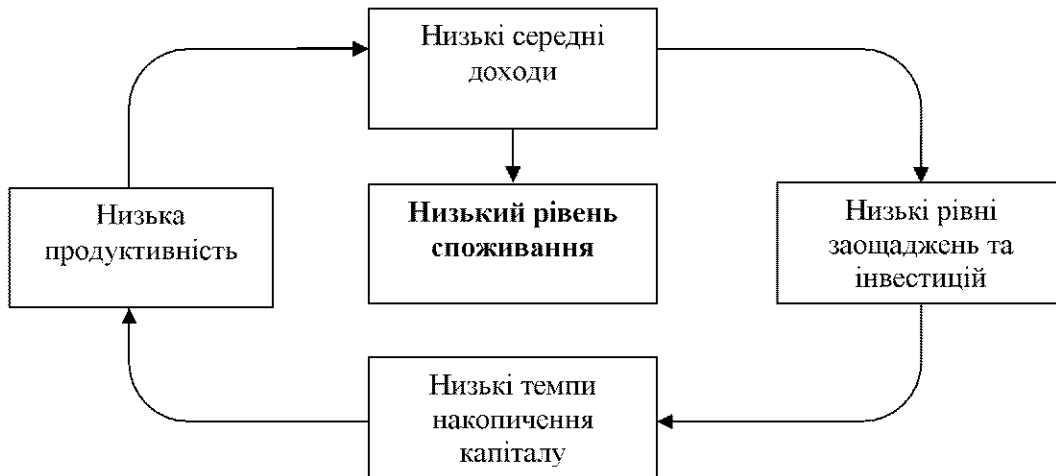 Низькі середні
доходи
Низька
продуктивність
Низький рівень
споживання
Низькі рівні
заощаджень та
інвестицій
Низькі темпи
накопичення
капіталу